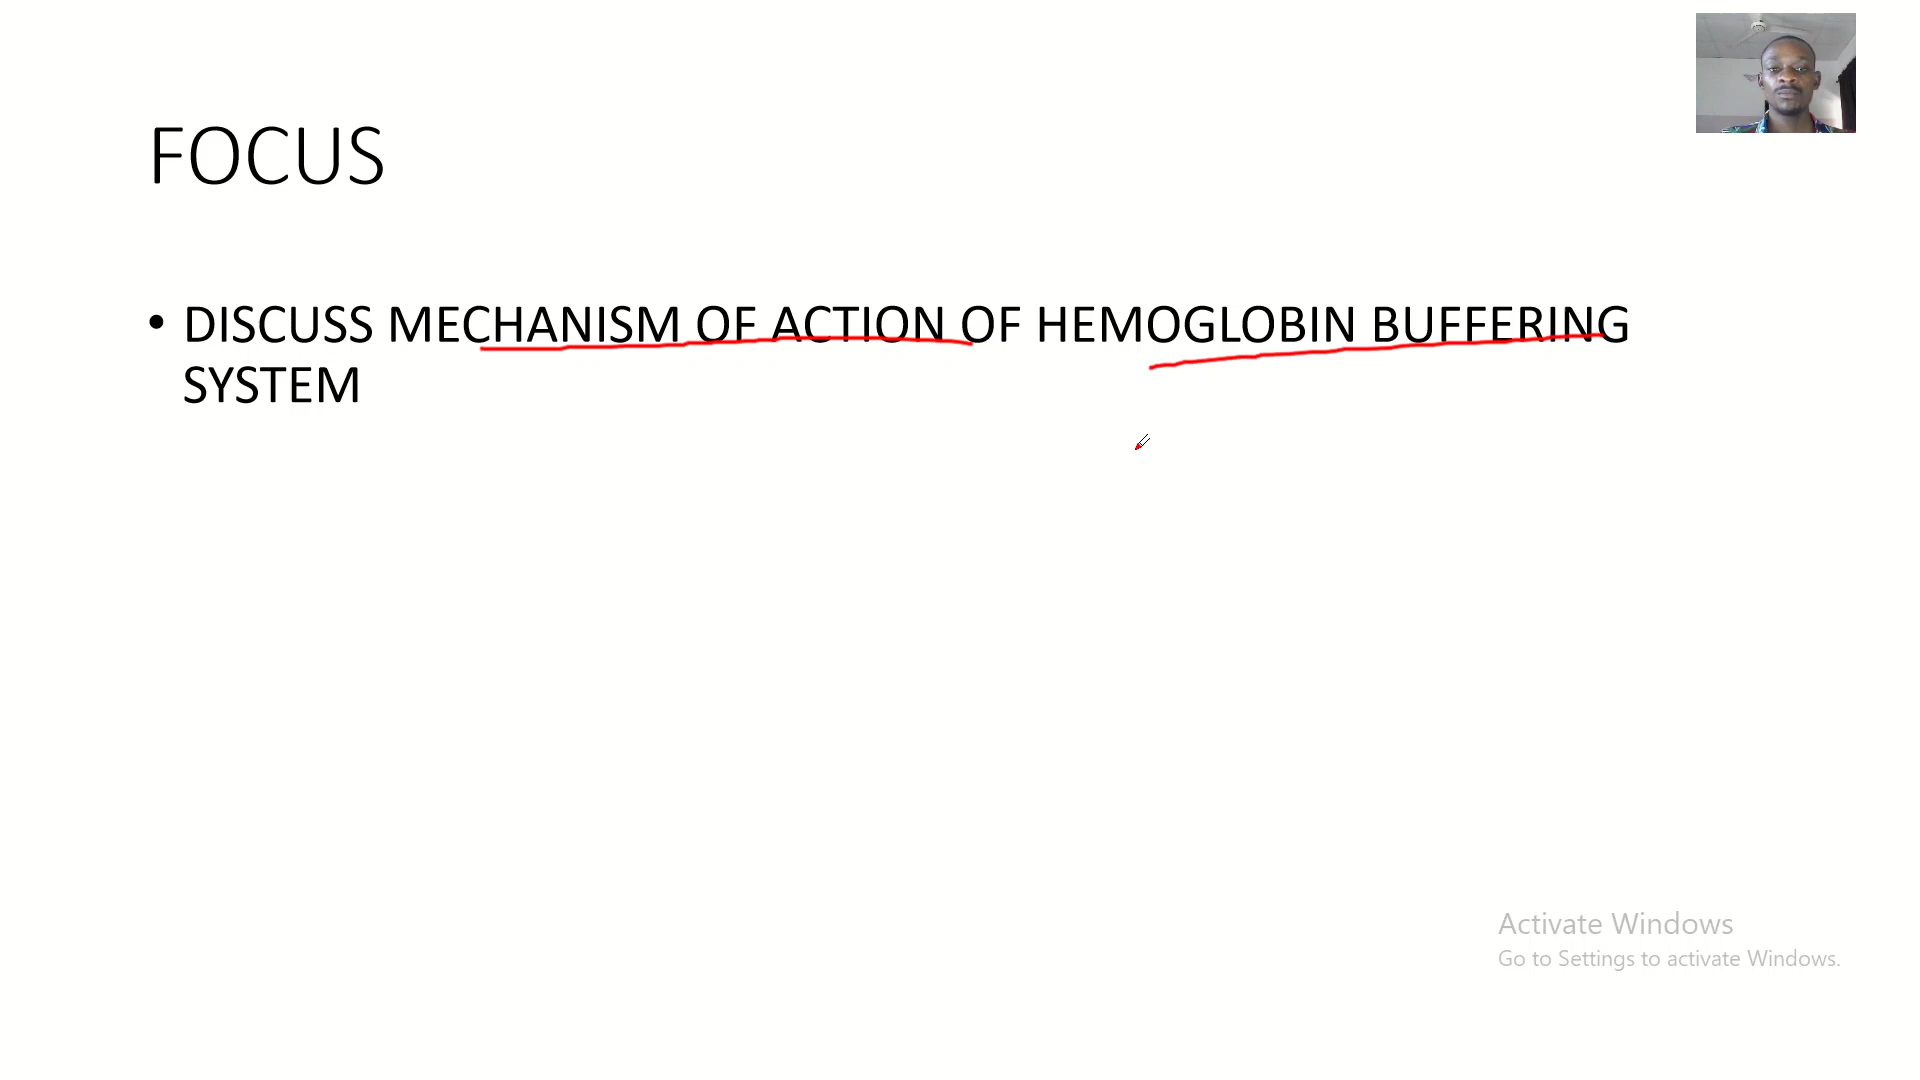 FOCUS
• DISCUSS MECHANISM OF ACTION OF HEMOGLOBIN BUFFERING
SYSTEM
Activate Windows
Go to Settings to activate Windows.